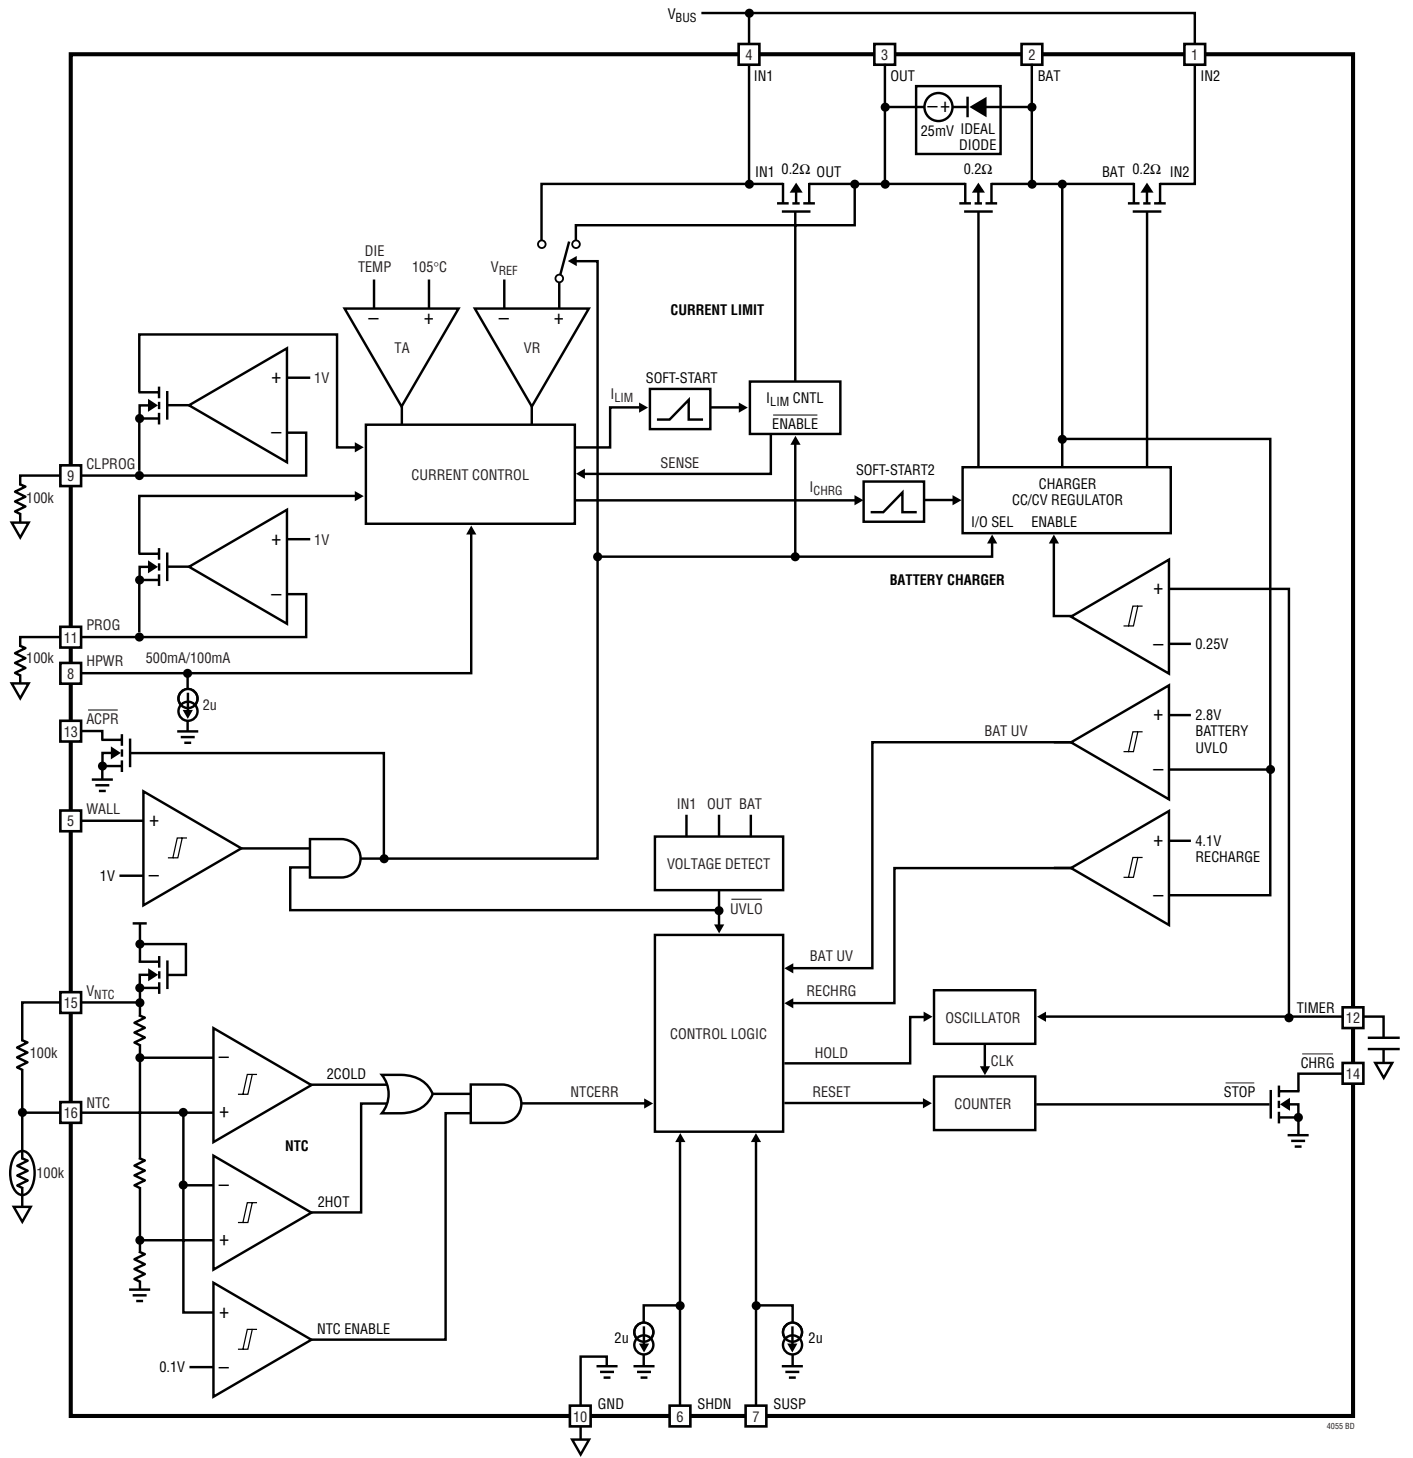 VBUS
4
3
2
1
IN1
OUT
BAT
IN2
− +
25mV
IDEAL
DIODE
IN1 0.2Ω OUT
0.2Ω
BAT 0.2Ω IN2
DIE
TEMP
105°C
VREF
CURRENT LIMIT
− +
TA
− +
VR
+
1V
−
SOFT-START
ILIM
ILIM CNTL
ENABLE
CURRENT CONTROL
SENSE
9
CLPROG
100k
SOFT-START2
ICHRG
CHARGER
CC/CV REGULATOR
I/O SEL ENABLE
+
1V
−
BATTERY CHARGER
11
PROG
100k
8
HPWR
500mA/100mA
2u
+
−
0.25V
13
ACPR
+
2.8V
BATTERY
UVLO
−
BAT UV
5
WALL
+
1V
−
IN1 OUT BAT
VOLTAGE DETECT
UVLO
+
4.1V
RECHARGE
−
15
VNTC
100k
16
NTC
100k
−
+
2COLD
NTC
−
+
2HOT
+
0.1V
−
NTC ENABLE
NTCERR
CONTROL LOGIC
BAT UV
RECHRG
HOLD
RESET
OSCILLATOR
CLK
COUNTER
TIMER
12
CHRG
14
STOP
2u
2u
10
GND
6
SHDN
7
SUSP
4055 BD